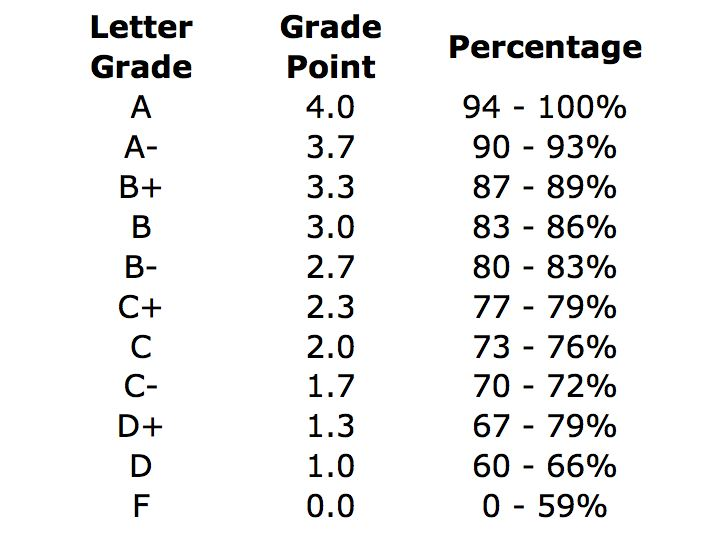 Letter Grade Grade Point Percentage
A 4.0 94 - 100%
A- 3.7 90 - 93%
B+ 3.3 87 - 89%
B 3.0 83 - 86%
B- 2.7 80 - 83%
C+ 2.3 77 - 79%
C 2.0 73 - 76%
C- 1.7 70 - 72%
D+ 1.3 67 - 79%
D 1.0 60 - 66%
F 0.0 0 - 59%